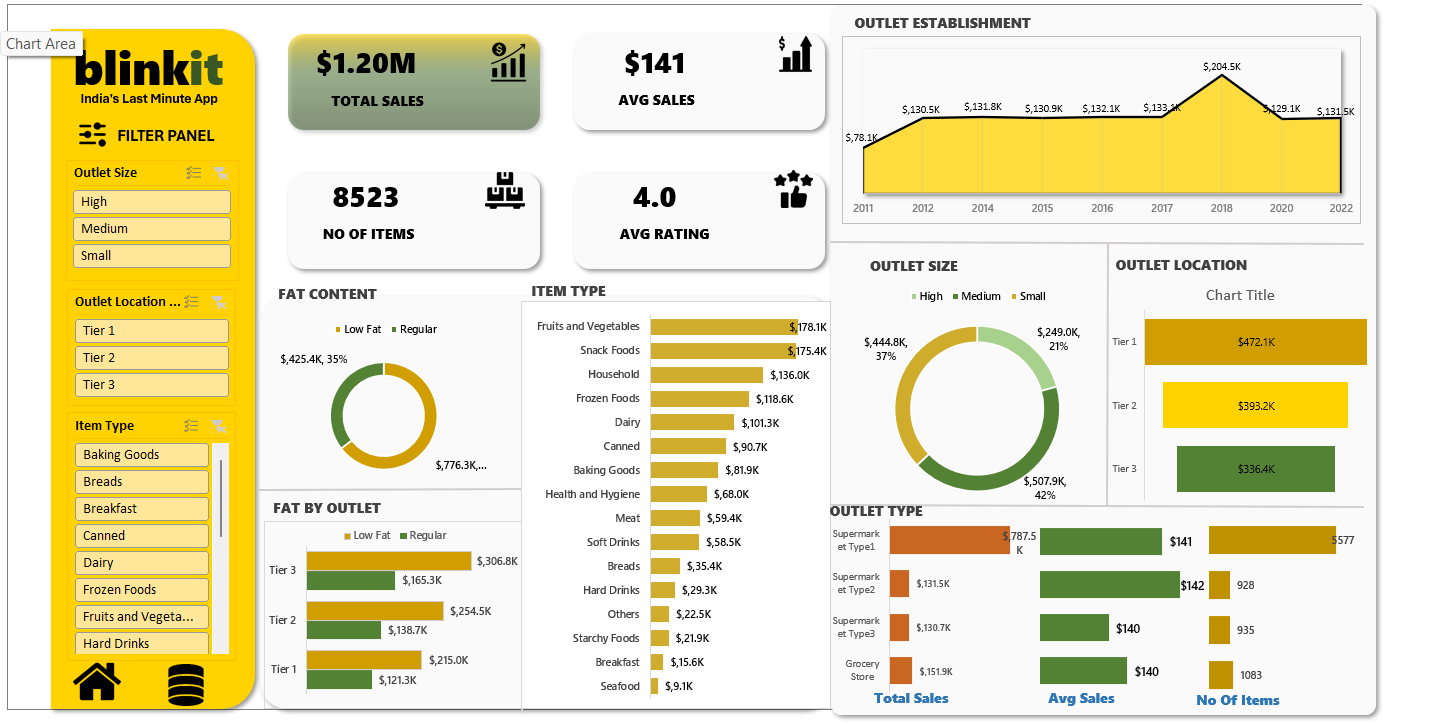 Chart Area
blinkit
India's Last Minute App
FILTER PANEL
Outlet Size
High
Medium
Small
Outlet Location ...
Tier 1
Tier 2
Tier 3
Item Type
Baking Goods
Breads
Breakfast
Canned
Dairy
Frozen Foods
Fruits and Vegeta...
Hard Drinks
$1.20M
TOTAL SALES
$141
AVG SALES
8523
NO OF ITEMS
4.0
AVG RATING
OUTLET ESTABLISHMENT
$,78.1K
$,130.5K
$,131.8K
$,130.9K
$,132.1K
$,133.1K
$,204.5K
$,129.1K
$,131.5K
2011 2012 2014 2015 2016 2017 2018 2020 2022
FAT CONTENT
Low Fat Regular
$,425.4K, 35%
$,776.3K,...
FAT BY OUTLET
Low Fat Regular
Tier 3 $,306.8K
$,165.3K
Tier 2 $,254.5K
$,138.7K
Tier 1 $,215.0K
$,121.3K
ITEM TYPE
Fruits and Vegetables $,178.1K
Snack Foods $,175.4K
Household $,136.0K
Frozen Foods $,118.6K
Dairy $,101.3K
Canned $,90.7K
Baking Goods $,81.9K
Health and Hygiene $,68.0K
Meat $,59.4K
Soft Drinks $,58.5K
Breads $,35.4K
Hard Drinks $,29.3K
Others $,22.5K
Starchy Foods $,21.9K
Breakfast $,15.6K
Seafood $,9.1K
OUTLET SIZE
High Medium Small
$,249.0K,
21%
$,444.8K,
37%
$,507.9K,
42%
OUTLET LOCATION
Chart Title
Tier 1 $,472.1K
Tier 2 $,393.2K
Tier 3 $,336.4K
OUTLET TYPE
Supermark
et Type1
$,787.5
K
$141
5577
Supermark
et Type2
$,131.5K
$142
928
Supermark
et Type3
$,130.7K
$140
935
Grocery
Store
$,151.9K
$140
1083
Total Sales
Avg Sales
No Of Items